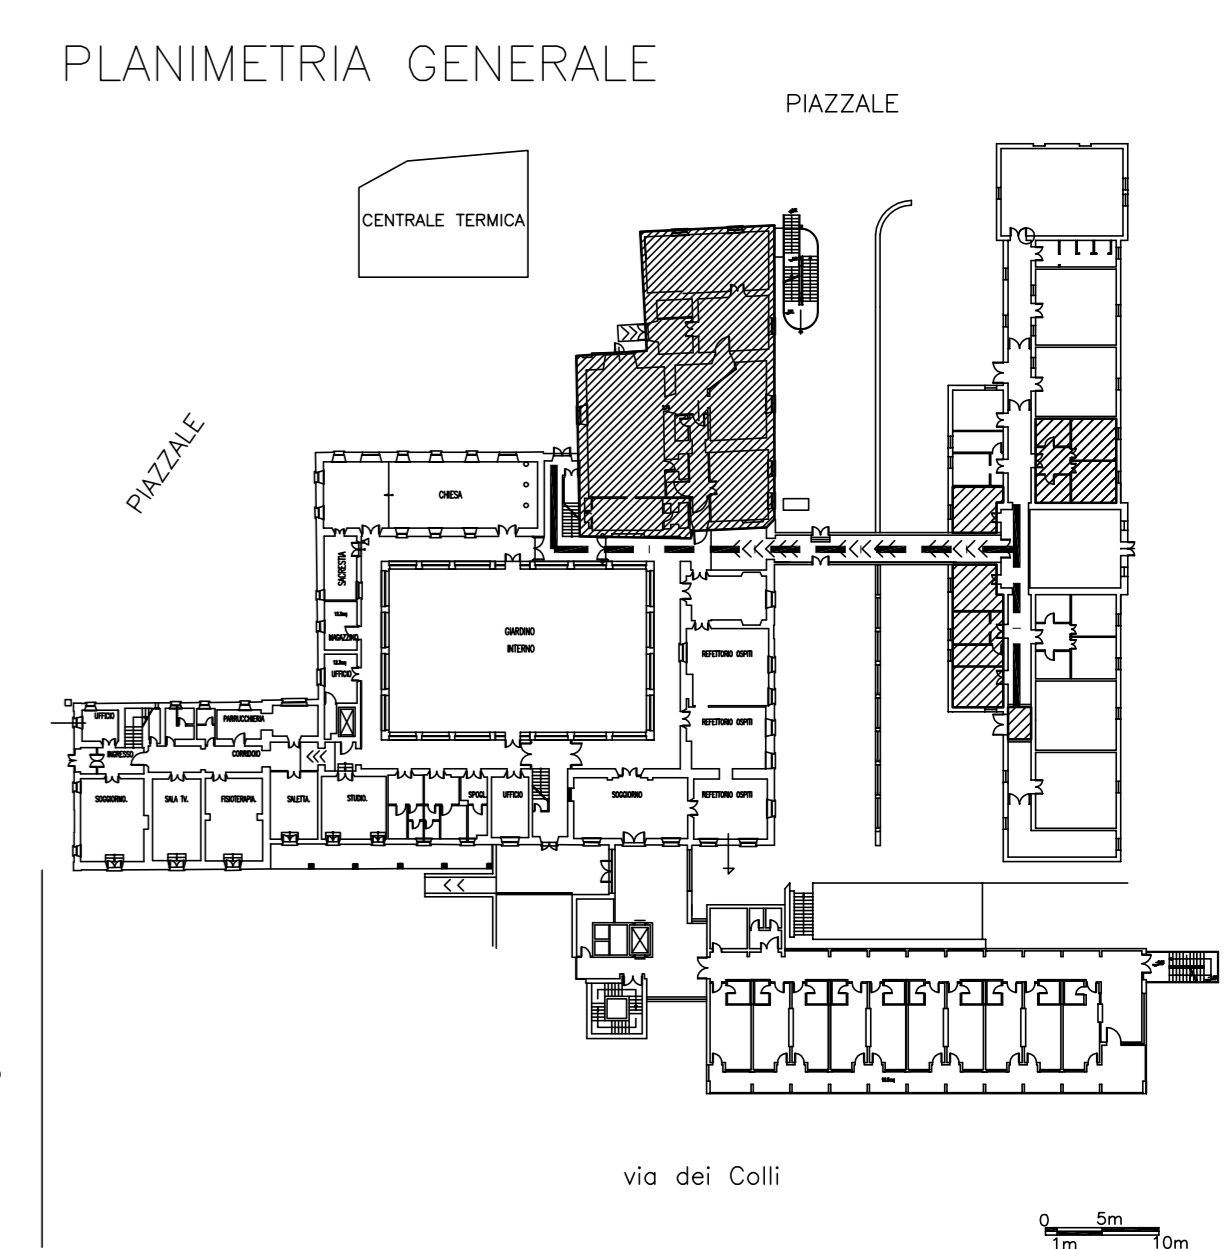 PLANIMETRIA GENERALE
PIAZZALE
CENTRALE TERMICA
PIAZZALE
CHIESA
SACRESTIA
GIARDINO
INTERNO
MAGAZZINO
UFFICIO
REFETTORIO OSPITI
REFETTORIO OSPITI
UFFICIO
PARRUCCHIERIA
INGRESSO
CORRIDOIO
SOGGIORNO.
SALA TV.
FISIOTERAPIA.
SALETTA.
STUDIO.
SPOGL.
UFFICIO
SOGGIORNO
REFETTORIO OSPITI
via dei Colli
0 5m
1m 10m